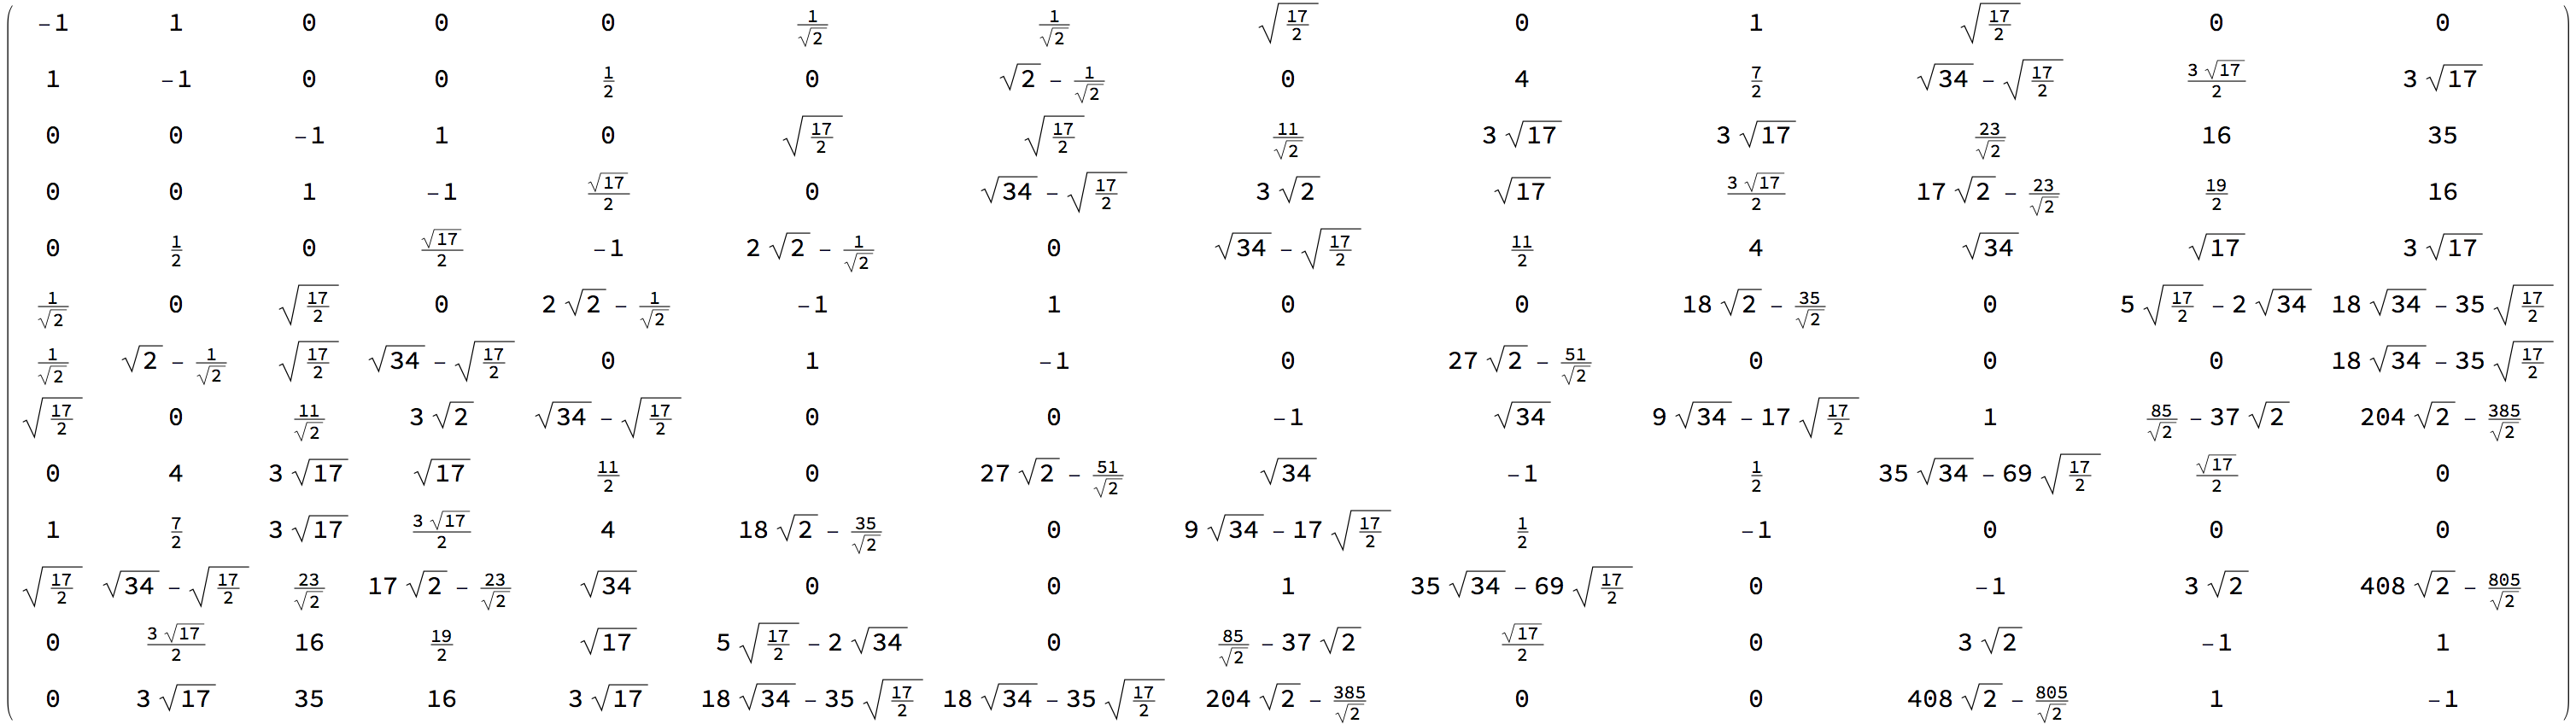 -1 1 0 0 0 1/√2 1/√2 √(17/2) 0 1 √(17/2) 0 0
1 -1 0 0 1/2 0 √2 - 1/√2 0 4 7/2 √34 - √(17/2) 3√17/2 3√17
0 0 -1 1 0 √(17/2) √(17/2) 11/√2 3√17 3√17 23/√2 16 35
0 0 1 -1 √17/2 0 √34 - √(17/2) 3√2 √17 3√17/2 17√2 - 23/√2 19/2 16
0 1/2 0 √17/2 -1 2√2 - 1/√2 0 √34 - √(17/2) 11/2 4 √34 √17 3√17
1/√2 0 √(17/2) 0 2√2 - 1/√2 -1 1 0 0 18√2 - 35/√2 0 5√(17/2) - 2√34 18√34 - 35√(17/2)
1/√2 √2 - 1/√2 √(17/2) √34 - √(17/2) 0 1 -1 0 27√2 - 51/√2 0 0 0 18√34 - 35√(17/2)
√(17/2) 0 11/√2 3√2 √34 - √(17/2) 0 0 -1 √34 9√34 - 17√(17/2) 1 85/√2 - 37√2 204√2 - 385/√2
0 4 3√17 √17 11/2 0 27√2 - 51/√2 √34 -1 1/2 35√34 - 69√(17/2) √17/2 0
1 7/2 3√17 3√17/2 4 18√2 - 35/√2 0 9√34 - 17√(17/2) 1/2 -1 0 0 0
√(17/2) √34 - √(17/2) 23/√2 17√2 - 23/√2 √34 0 0 1 35√34 - 69√(17/2) 0 -1 3√2 408√2 - 805/√2
0 3√17/2 16 19/2 √17 5√(17/2) - 2√34 0 85/√2 - 37√2 √17/2 0 3√2 -1 1
0 3√17 35 16 3√17 18√34 - 35√(17/2) 18√34 - 35√(17/2) 204√2 - 385/√2 0 0 408√2 - 805/√2 1 -1